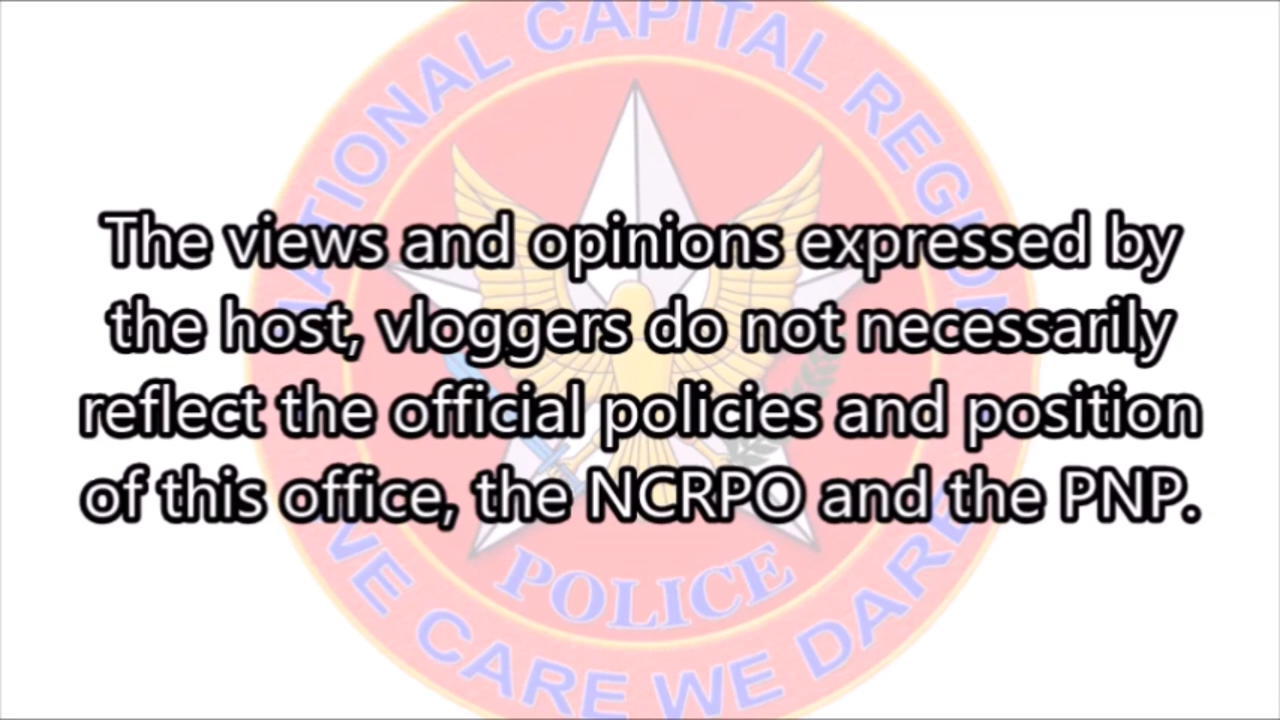 NATIONAL CAPITAL REGION
The views and opinions expressed by
the host, vloggers do not necessarily
reflect the official policies and position
of this office, the NCRPO and the PNP.
POLICE
WE CARE WE DARE